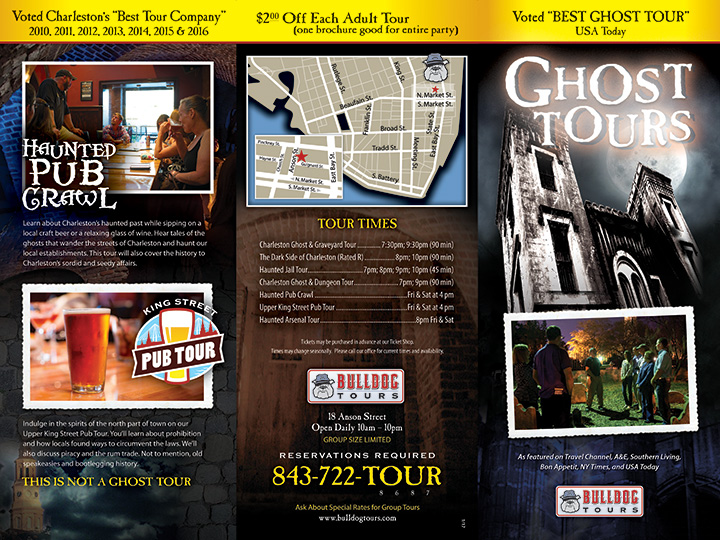 Voted Charleston's "Best Tour Company"
2010, 2011, 2012, 2013, 2014, 2015 & 2016
HAUNTED
PUB
CRAWL
Learn about Charleston's haunted past while sipping on a
local craft beer or a relaxing glass of wine. Hear tales of the
ghosts that wander the streets of Charleston and haunt our
local establishments. This tour will also cover the history to
Charleston's sordid and seedy affairs.
KING STREET
PUB TOUR
Indulge in the spirits of the north part of town on our
Upper King Street Pub Tour. You'll learn about prohibition
and how locals found ways to circumvent the laws. We'll
also discuss piracy and the rum trade. Not to mention, old
speakeasies and bootlegging history.
THIS IS NOT A GHOST TOUR
$2.00 Off Each Adult Tour
(one brochure good for entire party)
Rutledge St.
King St.
N. Market St.
S. Market St.
Beaufain St.
Franklin St.
Broad St.
State St.
East Bay St.
Tradd St.
Meeting St.
S. Battery
Pinckney St.
Hayne St.
Anson St.
Guignard St.
East Bay St.
N. Market St.
S. Market St.
TOUR TIMES
Charleston Ghost & Graveyard Tour..............7:30pm; 9:30pm (90 min)
The Dark Side of Charleston (Rated R)..............8pm; 10pm (90 min)
Haunted Jail Tour..............7pm; 8pm; 9pm; 10pm (45 min)
Charleston Ghost & Dungeon Tour..............7pm; 9pm (90 min)
Haunted Pub Crawl..............Fri & Sat at 4 pm
Upper King Street Pub Tour..............Fri & Sat at 4 pm
Haunted Arsenal Tour..............8pm Fri & Sat
Tickets may be purchased in advance at our Ticket Shop.
Times may change seasonally. Please call our office for current times and availability.
BULLDOG
TOURS
18 Anson Street
Open Daily 10am – 10pm
GROUP SIZE LIMITED
RESERVATIONS REQUIRED
843-722-TOUR
8 6 8 7
Ask About Special Rates for Group Tours
www.bulldogtours.com
Voted "BEST GHOST TOUR"
USA Today
GHOST
TOURS
As featured on Travel Channel, A&E, Southern Living,
Bon Appetit, NY Times, and USA Today
BULLDOG
TOURS